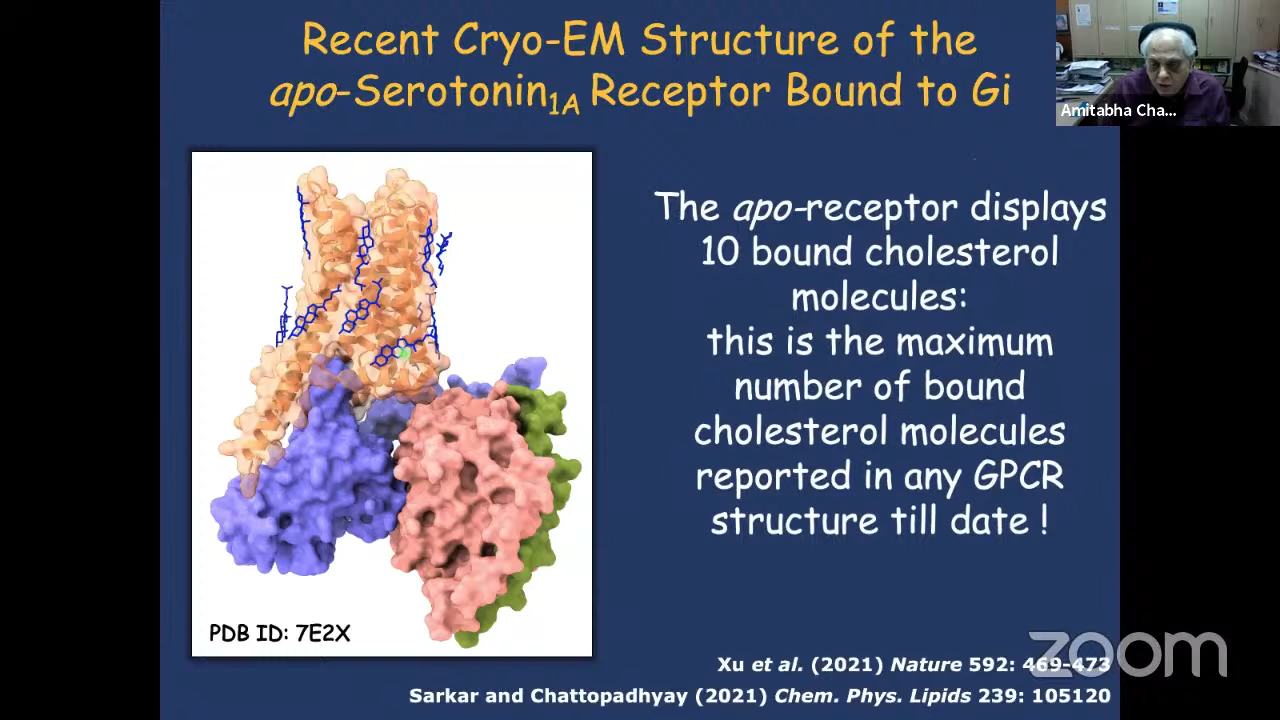 Recent Cryo-EM Structure of the
apo-Serotonin1A Receptor Bound to Gi
Amitabha Cha...
The apo-receptor displays
10 bound cholesterol
molecules:
this is the maximum
number of bound
cholesterol molecules
reported in any GPCR
structure till date !
PDB ID: 7E2X
zoom
Xu et al. (2021) Nature 592: 469-473
Sarkar and Chattopadhyay (2021) Chem. Phys. Lipids 239: 105120